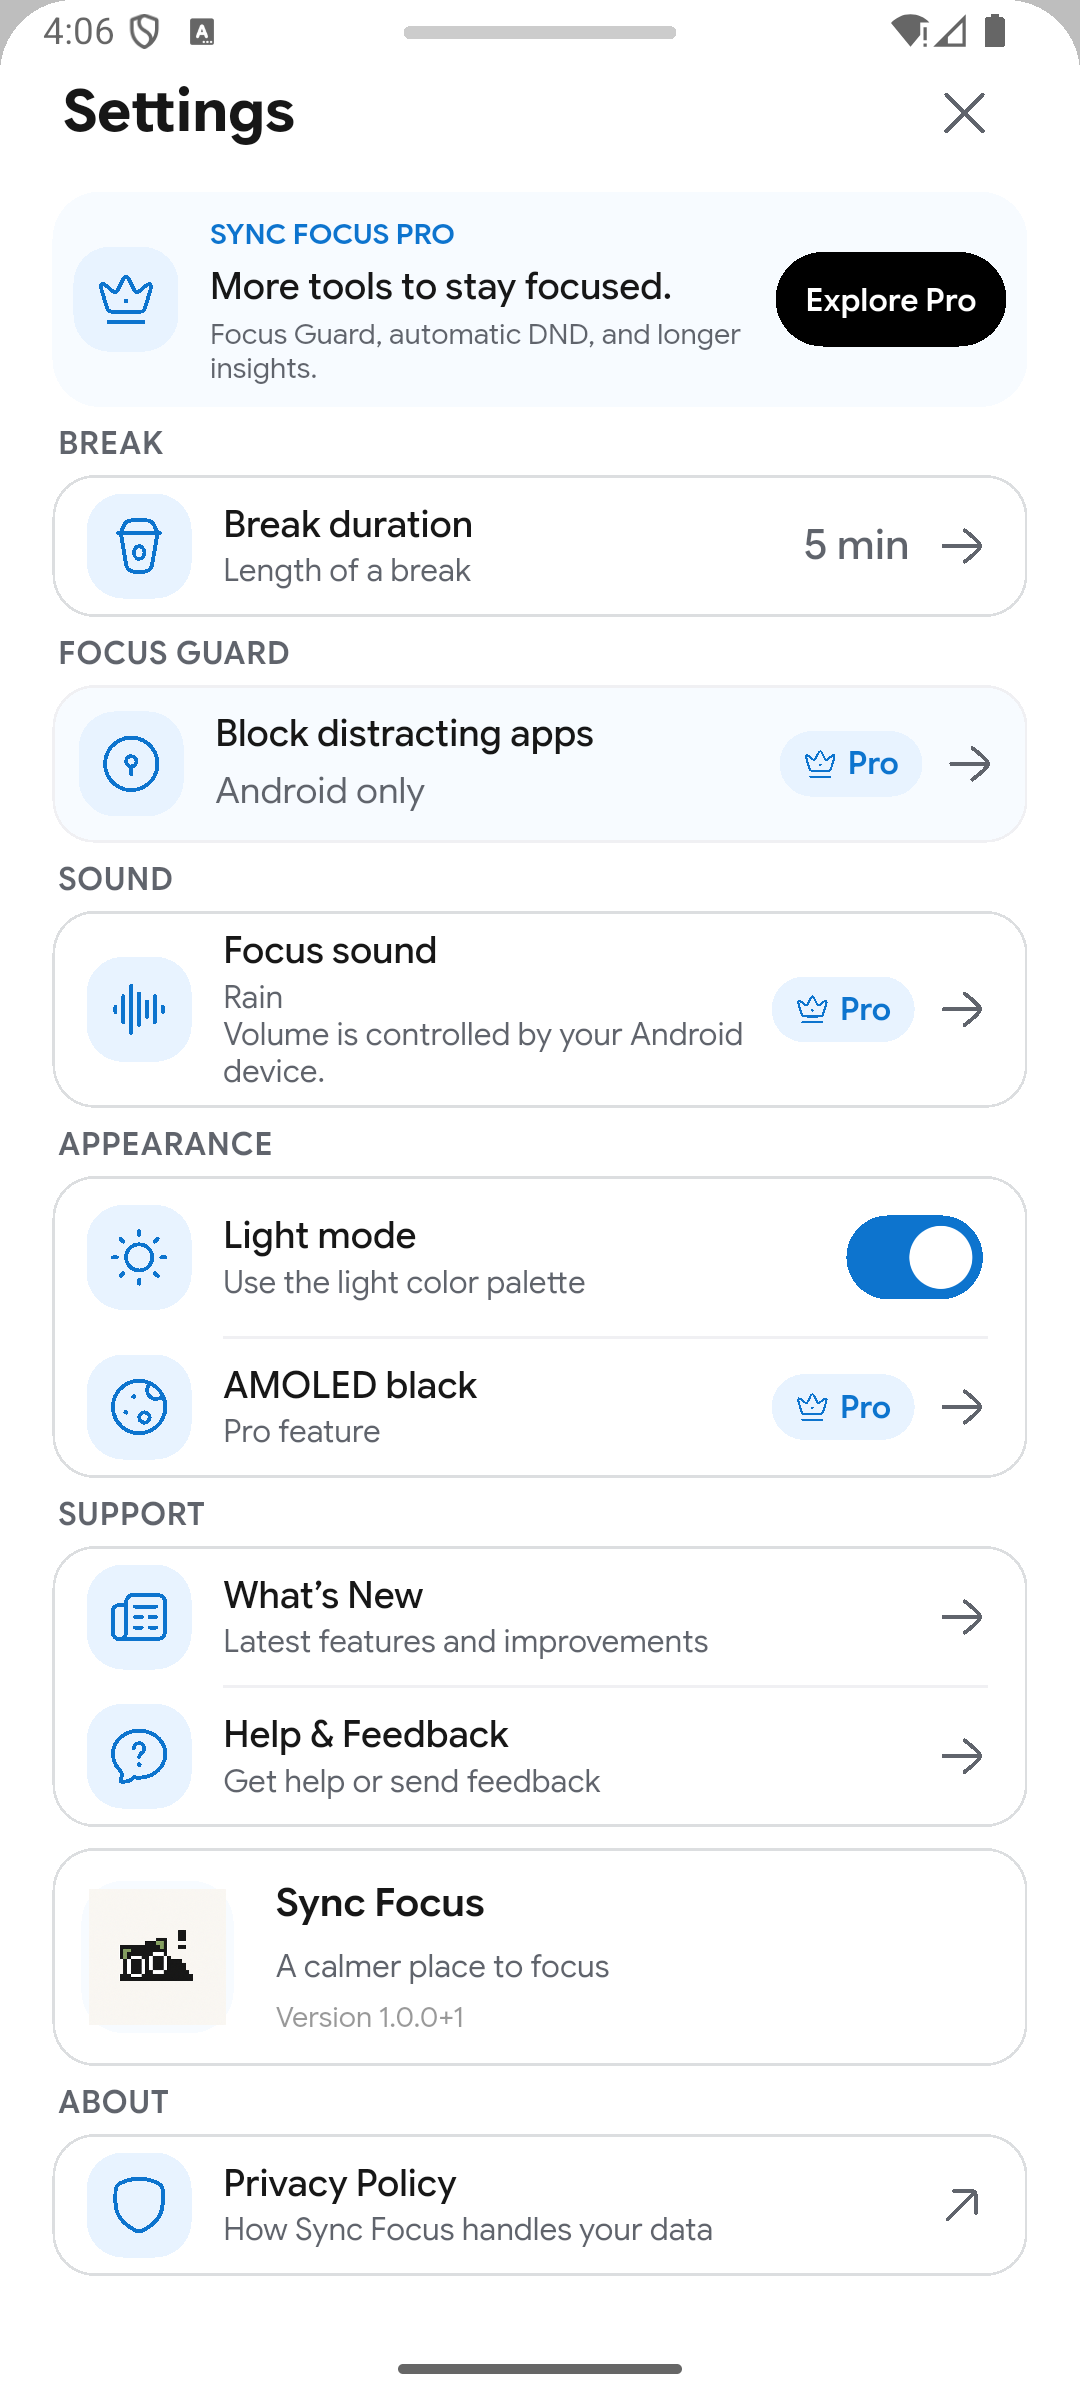 4:06
A
Settings
SYNC FOCUS PRO
More tools to stay focused.
Focus Guard, automatic DND, and longer
insights.
Explore Pro
BREAK
Break duration
Length of a break
5 min
FOCUS GUARD
Block distracting apps
Android only
Pro
SOUND
Focus sound
Rain
Volume is controlled by your Android
device.
Pro
APPEARANCE
Light mode
Use the light color palette
AMOLED black
Pro feature
Pro
SUPPORT
What’s New
Latest features and improvements
Help & Feedback
Get help or send feedback
Sync Focus
A calmer place to focus
Version 1.0.0+1
ABOUT
Privacy Policy
How Sync Focus handles your data